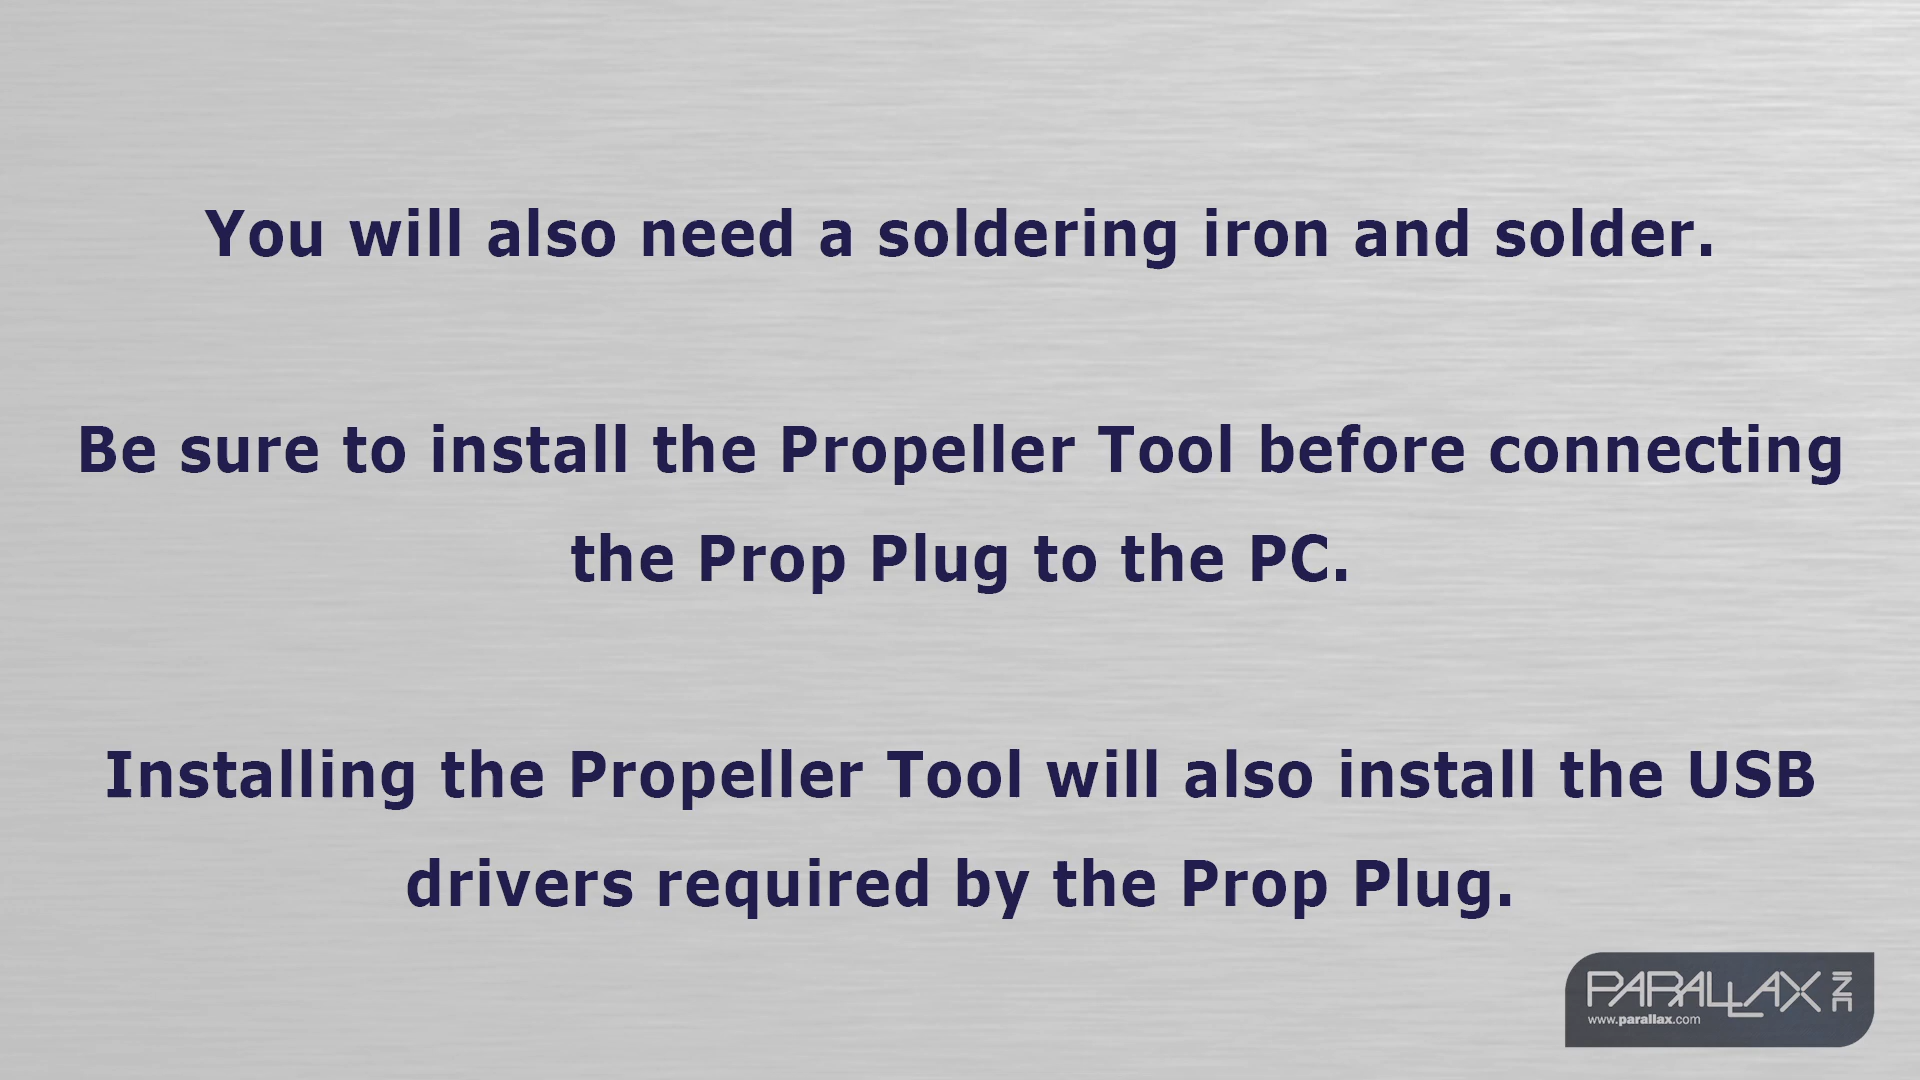 You will also need a soldering iron and solder.
Be sure to install the Propeller Tool before connecting
the Prop Plug to the PC.
Installing the Propeller Tool will also install the USB
drivers required by the Prop Plug.
PARALLAX INC
www.parallax.com